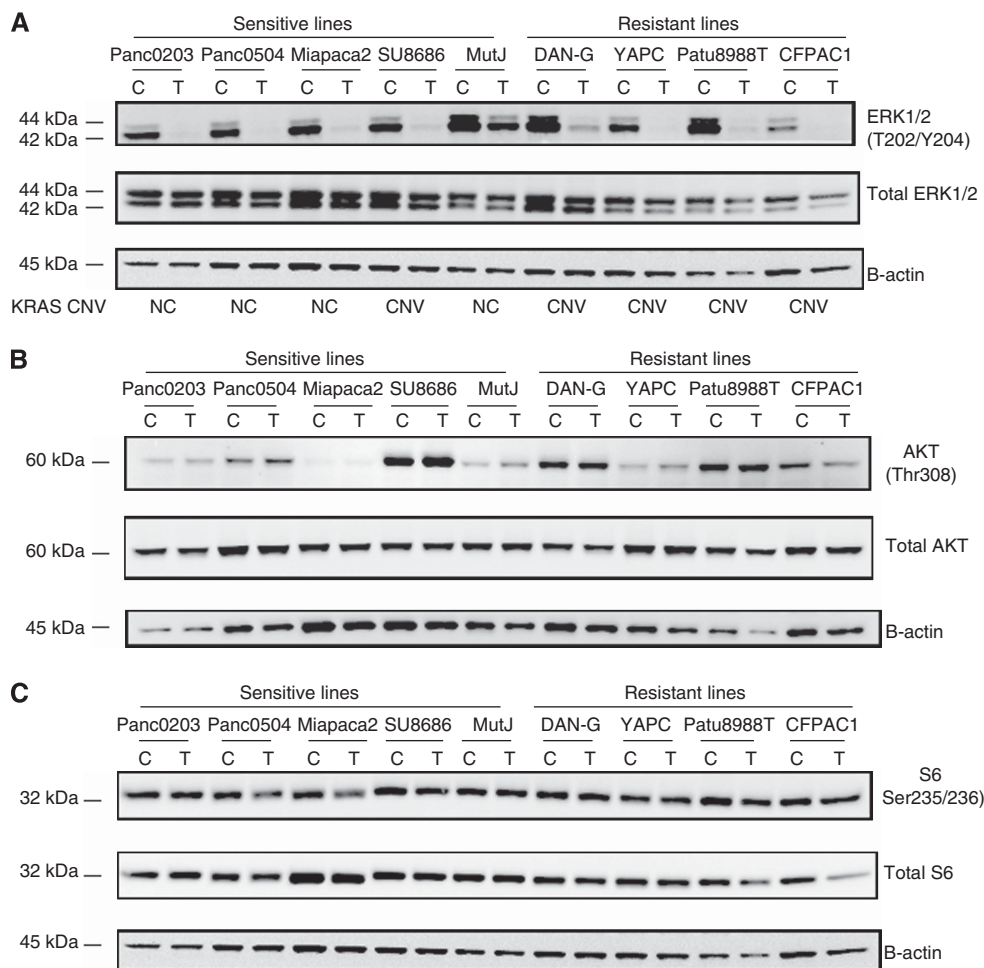 A
Sensitive lines Resistant lines
Panc0203 Panc0504 Miapaca2 SU8686 MutJ DAN-G YAPC Patu8988T CFPAC1
C T C T C T C T C T C T C T C T C T
44 kDa
42 kDa
ERK1/2
(T202/Y204)
44 kDa
42 kDa
Total ERK1/2
45 kDa
B-actin
KRAS CNV NC NC NC CNV NC CNV CNV CNV CNV
B
Sensitive lines Resistant lines
Panc0203 Panc0504 Miapaca2 SU8686 MutJ DAN-G YAPC Patu8988T CFPAC1
C T C T C T C T C T C T C T C T C T
60 kDa
AKT
(Thr308)
60 kDa
Total AKT
45 kDa
B-actin
C
Sensitive lines Resistant lines
Panc0203 Panc0504 Miapaca2 SU8686 MutJ DAN-G YAPC Patu8988T CFPAC1
C T C T C T C T C T C T C T C T C T
32 kDa
S6
Ser235/236)
32 kDa
Total S6
45 kDa
B-actin